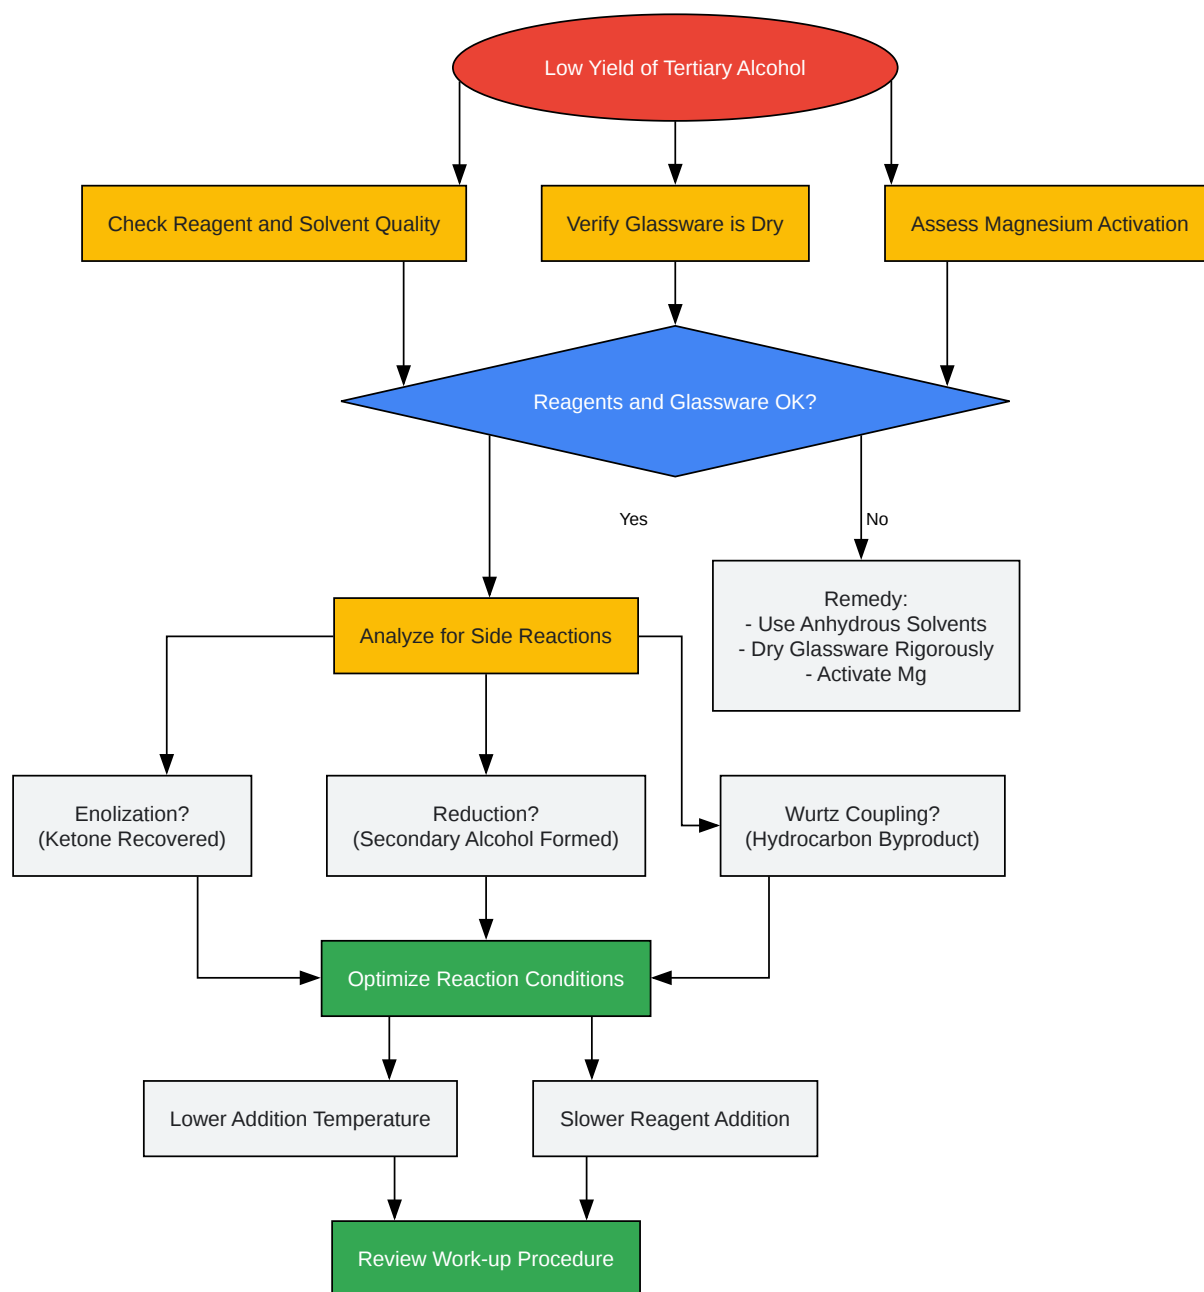 Low Yield of Tertiary Alcohol
Check Reagent and Solvent Quality
Verify Glassware is Dry
Assess Magnesium Activation
Reagents and Glassware OK?
Yes
No
Remedy:
- Use Anhydrous Solvents
- Dry Glassware Rigorously
- Activate Mg
Analyze for Side Reactions
Enolization?
(Ketone Recovered)
Reduction?
(Secondary Alcohol Formed)
Wurtz Coupling?
(Hydrocarbon Byproduct)
Optimize Reaction Conditions
Lower Addition Temperature
Slower Reagent Addition
Review Work-up Procedure